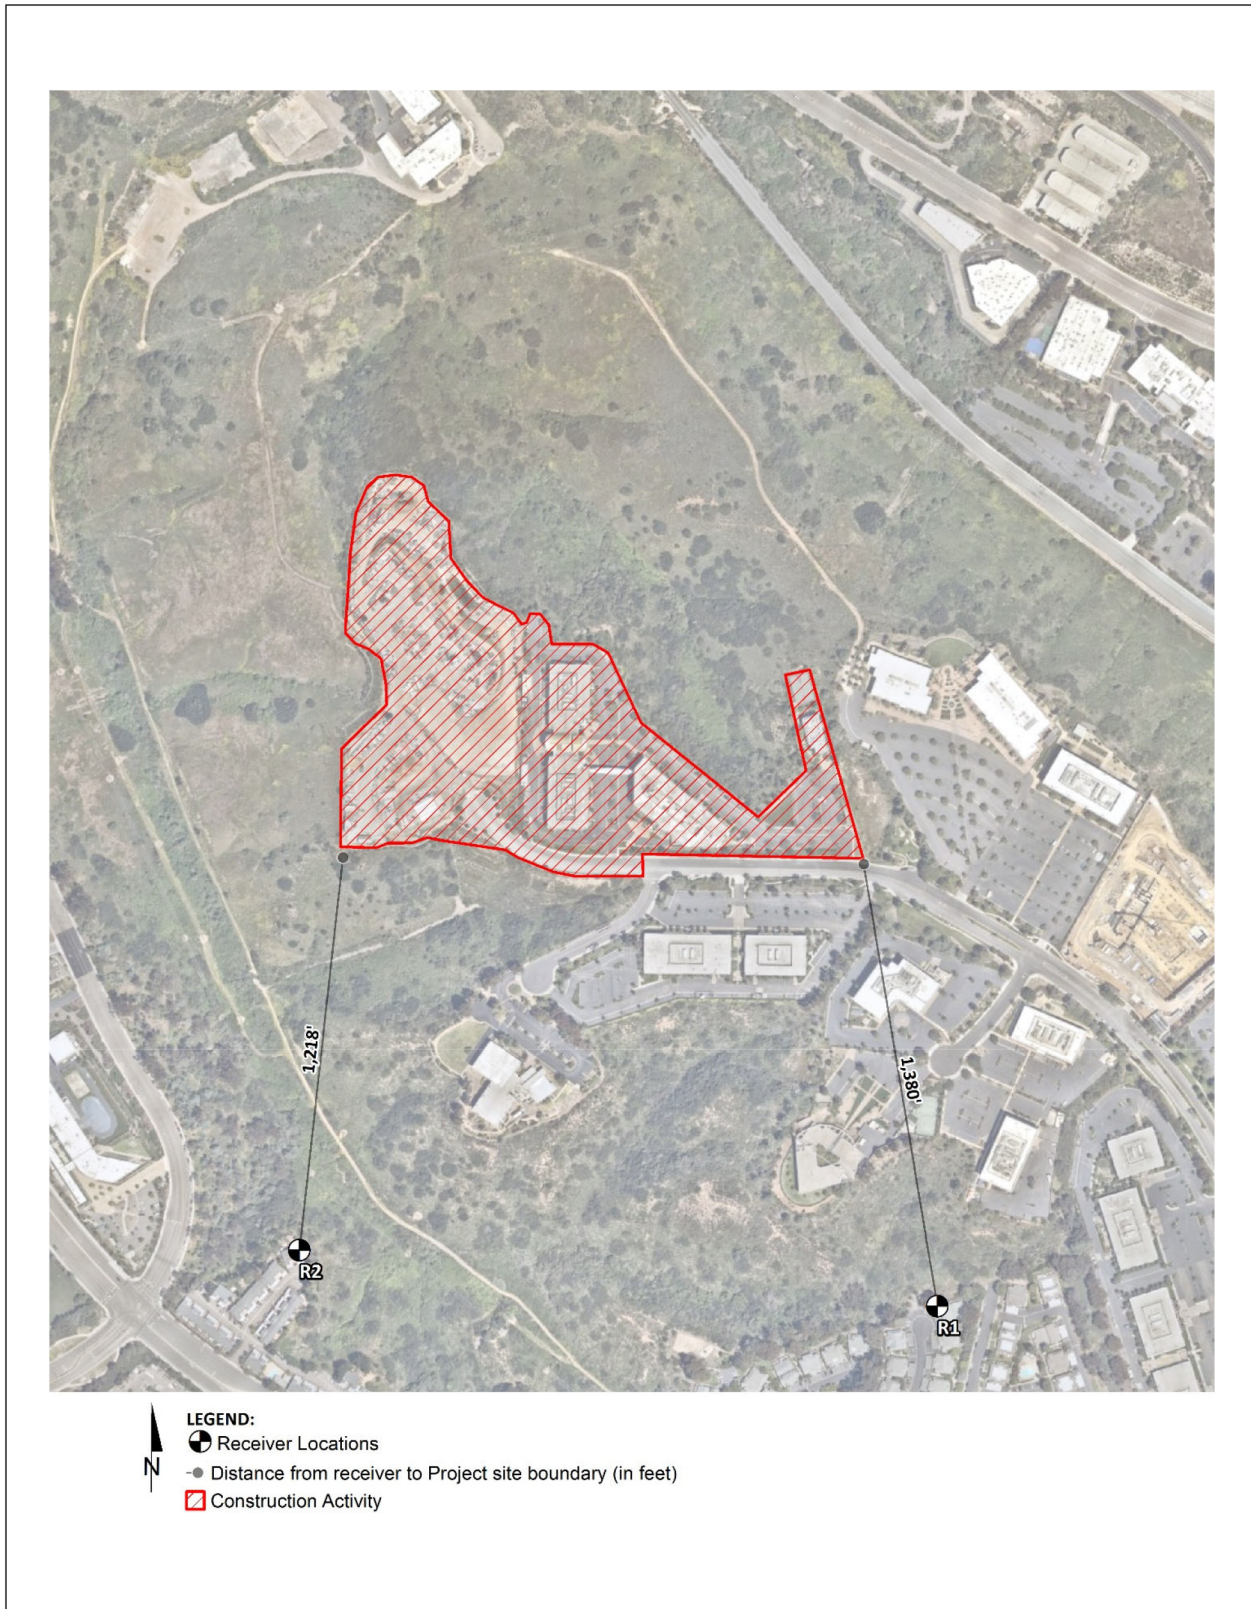 1,218'
1,380'
R2
R1
LEGEND:
Receiver Locations
N
Distance from receiver to Project site boundary (in feet)
Construction Activity